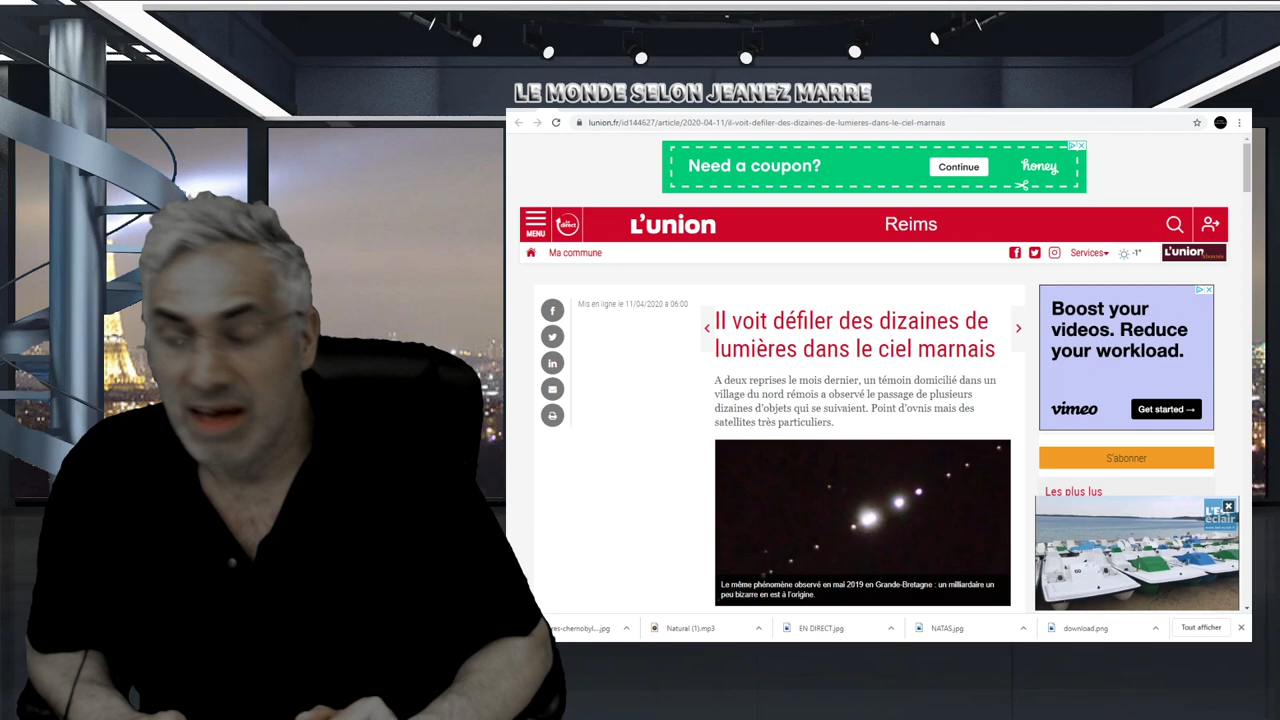 LE MONDE SELON JEANEZ MARRE
lunion.fr/id144627/article/2020-04-11/il-voit-defiler-des-dizaines-de-lumieres-dans-le-ciel-marnais
Need a coupon?
Continue
honey
MENU
direct
L'union
Reims
Ma commune
Services
-1°
L'union
Mis en ligne le 11/04/2020 à 06:00
Il voit défiler des dizaines de
lumières dans le ciel marnais
A deux reprises le mois dernier, un témoin domicilié dans un
village du nord rémois a observé le passage de plusieurs
dizaines d'objets qui se suivaient. Point d'ovnis mais des
satellites très particuliers.
Le même phénomène observé en mai 2019 en Grande-Bretagne : un milliardaire un
peu bizarre en est à l'origine.
Boost your
videos. Reduce
your workload.
vimeo
Get started →
S'abonner
Les plus lus
éclair
res-chernobyl....jpg
Natural (1).mp3
EN DIRECT.jpg
NATAS.jpg
download.png
Tout afficher